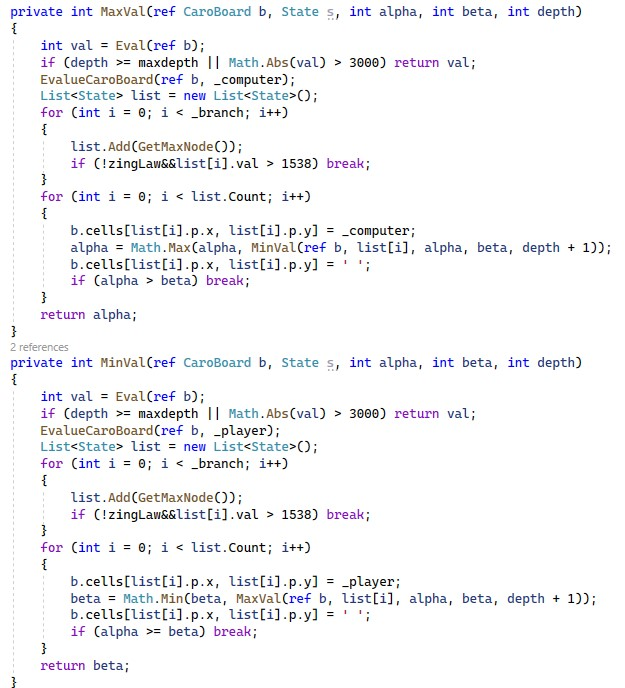 private int MaxVal(ref CaroBoard b, State s, int alpha, int beta, int depth)
{
    int val = Eval(ref b);
    if (depth >= maxdepth || Math.Abs(val) > 3000) return val;
    EvalueCaroBoard(ref b, _computer);
    List<State> list = new List<State>();
    for (int i = 0; i < _branch; i++)
    {
        list.Add(GetMaxNode());
        if (!zingLaw&&list[i].val > 1538) break;
    }
    for (int i = 0; i < list.Count; i++)
    {
        b.cells[list[i].p.x, list[i].p.y] = _computer;
        alpha = Math.Max(alpha, MinVal(ref b, list[i], alpha, beta, depth + 1));
        b.cells[list[i].p.x, list[i].p.y] = ' ';
        if (alpha > beta) break;
    }
    return alpha;
}
2 references
private int MinVal(ref CaroBoard b, State s, int alpha, int beta, int depth)
{
    int val = Eval(ref b);
    if (depth >= maxdepth || Math.Abs(val) > 3000) return val;
    EvalueCaroBoard(ref b, _player);
    List<State> list = new List<State>();
    for (int i = 0; i < _branch; i++)
    {
        list.Add(GetMaxNode());
        if (!zingLaw&&list[i].val > 1538) break;
    }
    for (int i = 0; i < list.Count; i++)
    {
        b.cells[list[i].p.x, list[i].p.y] = _player;
        beta = Math.Min(beta, MaxVal(ref b, list[i], alpha, beta, depth + 1));
        b.cells[list[i].p.x, list[i].p.y] = ' ';
        if (alpha >= beta) break;
    }
    return beta;
}